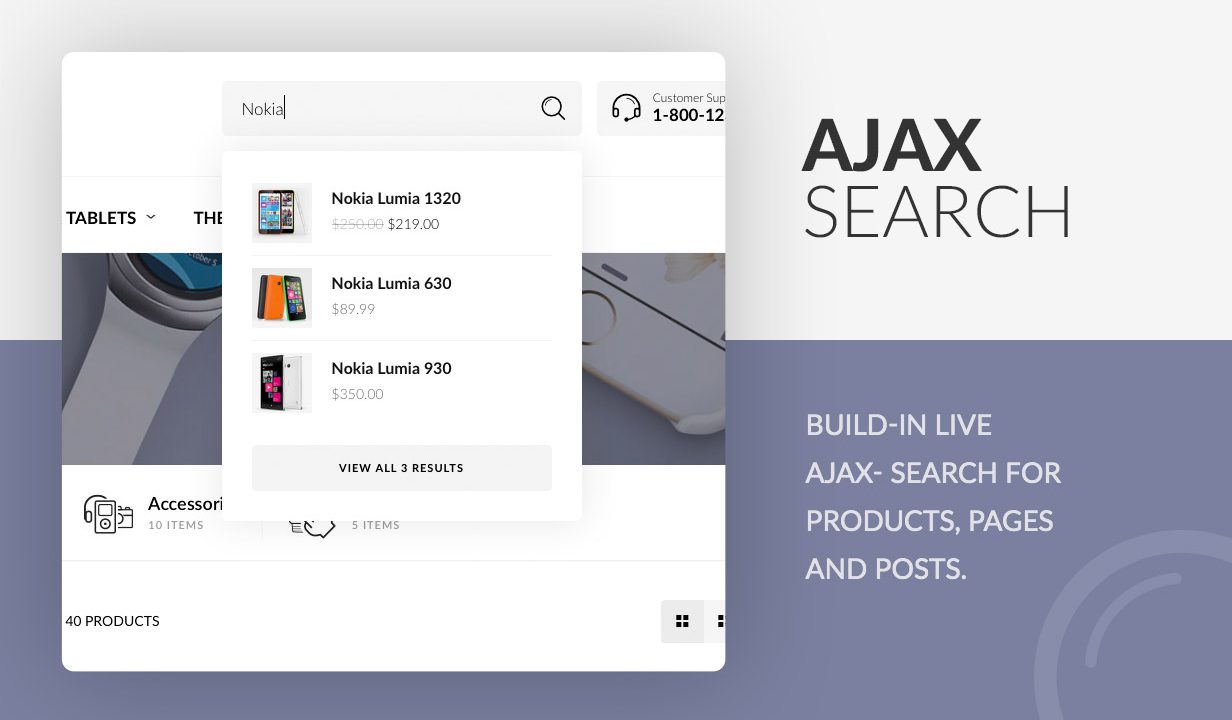 Nokia
Customer Sup
1-800-12
AJAX
SEARCH
TABLETS
THE
Nokia Lumia 1320
$250.00 $219.00
Nokia Lumia 630
$89.99
Nokia Lumia 930
$350.00
VIEW ALL 3 RESULTS
Accessori
10 ITEMS
5 ITEMS
40 PRODUCTS
BUILD-IN LIVE
AJAX- SEARCH FOR
PRODUCTS, PAGES
AND POSTS.